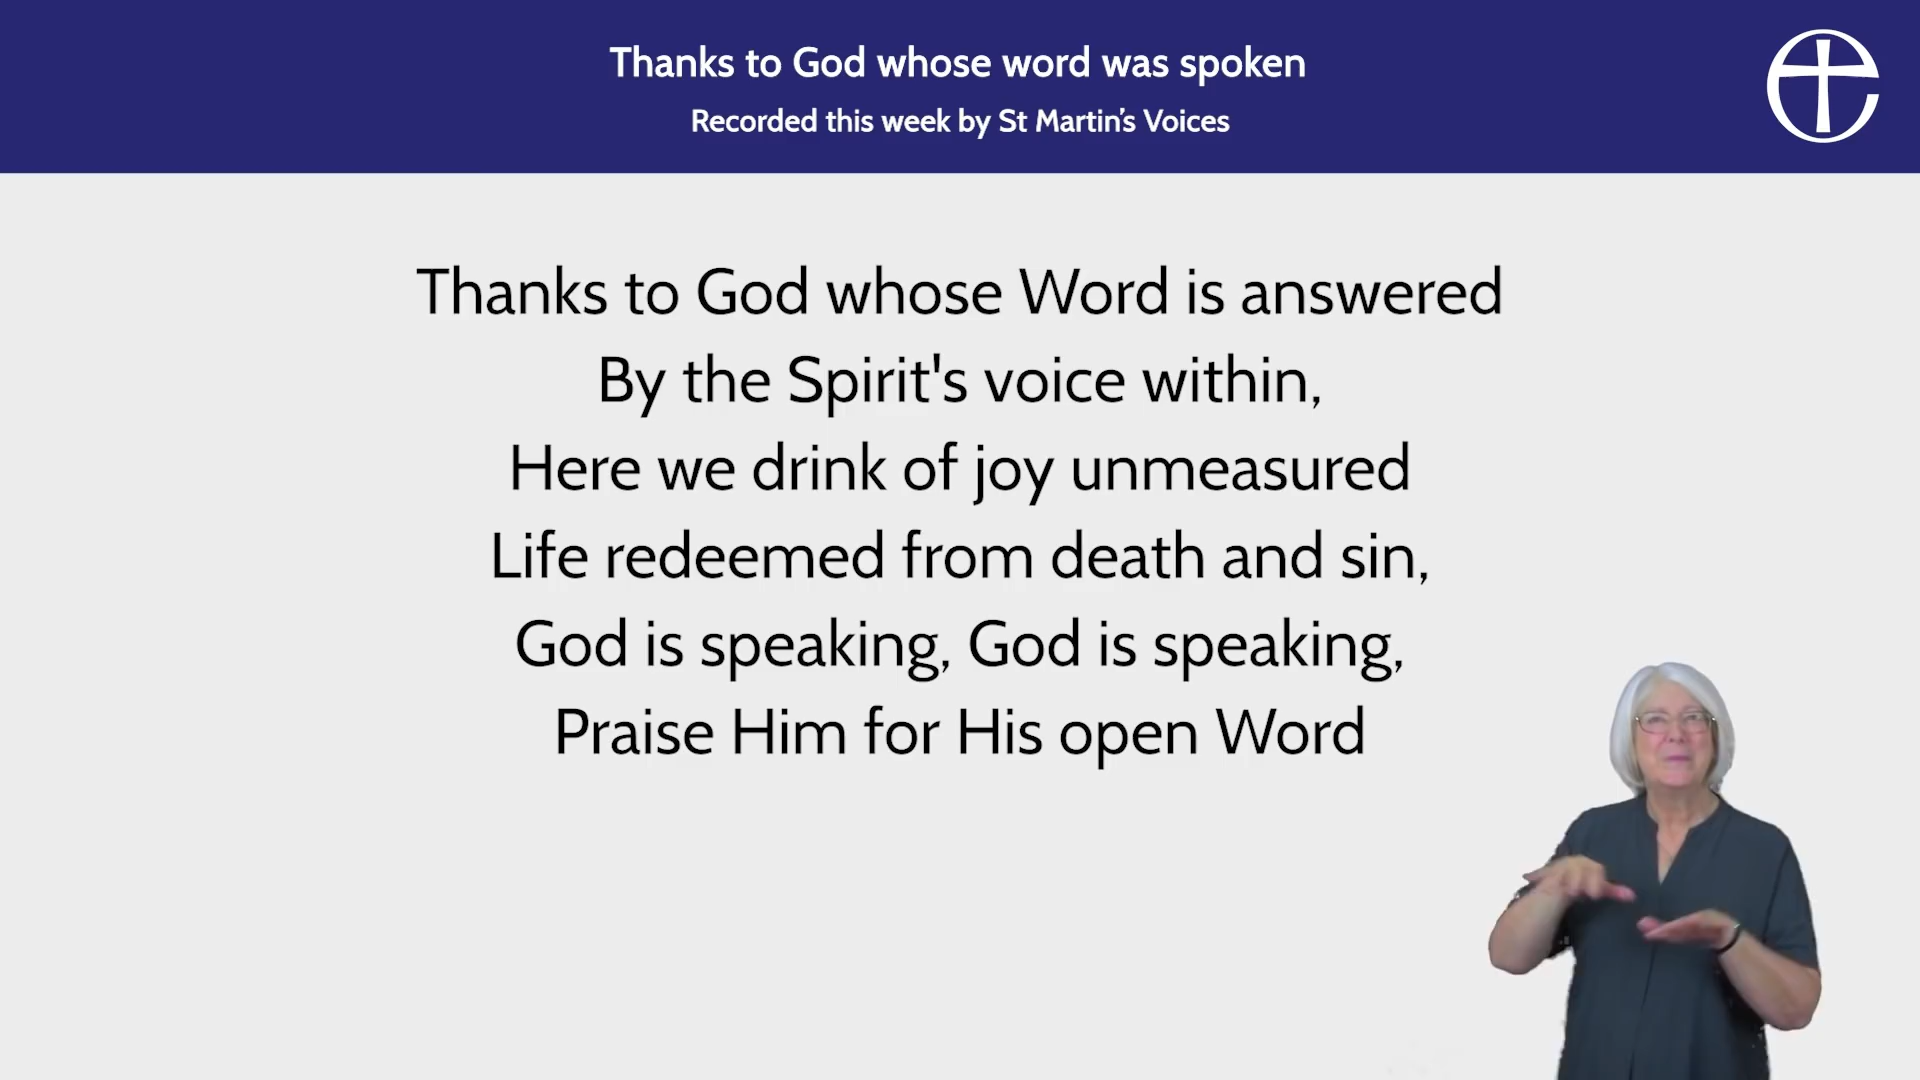 Thanks to God whose word was spoken
Recorded this week by St Martin's Voices
Thanks to God whose Word is answered
By the Spirit's voice within,
Here we drink of joy unmeasured
Life redeemed from death and sin,
God is speaking, God is speaking,
Praise Him for His open Word